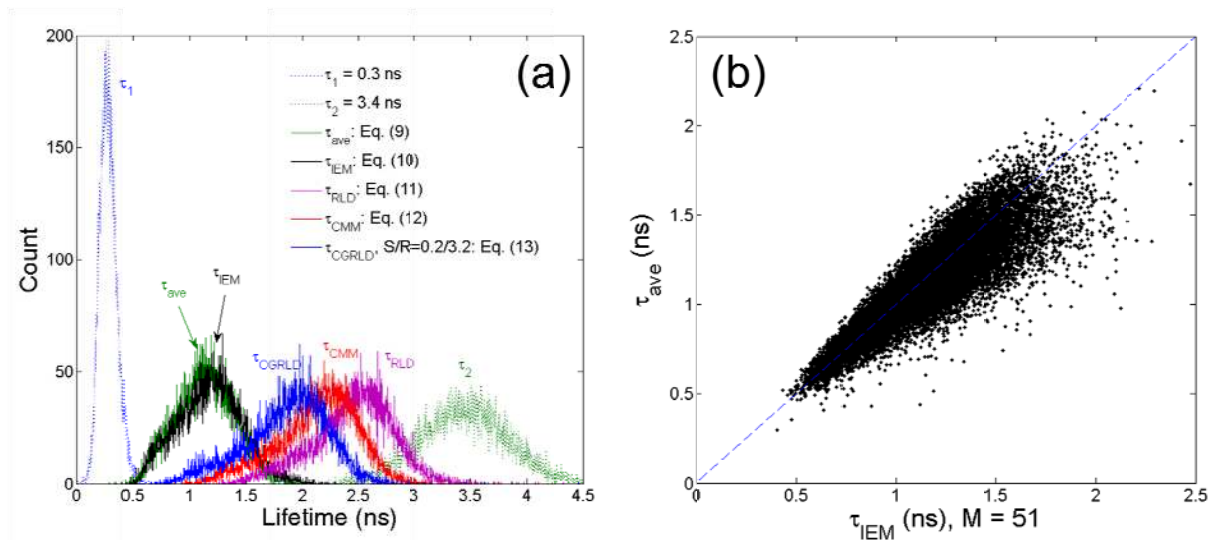 (a)
200
150
100
50
0
Count
τ1
τ1 = 0.3 ns
τ2 = 3.4 ns
τave: Eq. (9)
τIEM: Eq. (10)
τRLD: Eq. (11)
τCMM: Eq. (12)
τCGRLD, S/R=0.2/3.2: Eq. (13)
τave
τIEM
τCGRLD
τCMM
τRLD
τ2
0 0.5 1 1.5 2 2.5 3 3.5 4 4.5
Lifetime (ns)
(b)
2.5
2
1.5
1
0.5
0
τave (ns)
0 0.5 1 1.5 2 2.5
τIEM (ns), M = 51